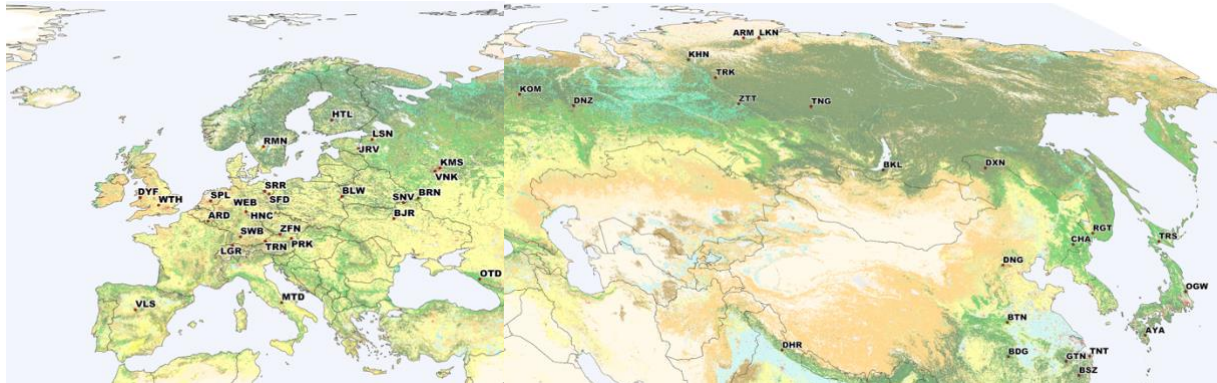 ARM LKN
KHN
TRK
KOM
DNZ
ZTT
TNG
HTL
LSN
RMN
JRV
KMS
VNK
BKL
DXN
DYF
WTH
SPL
SRR
WEB
SFD
BLW
SNV
BRN
ARD
HNC
BJR
ZFN
SWB
LGR
TRN
PRK
RGT
CHA
TRS
DNG
OTD
MTD
VLS
OGW
BTN
AYA
DHR
BDG
GTN
TNT
BSZ